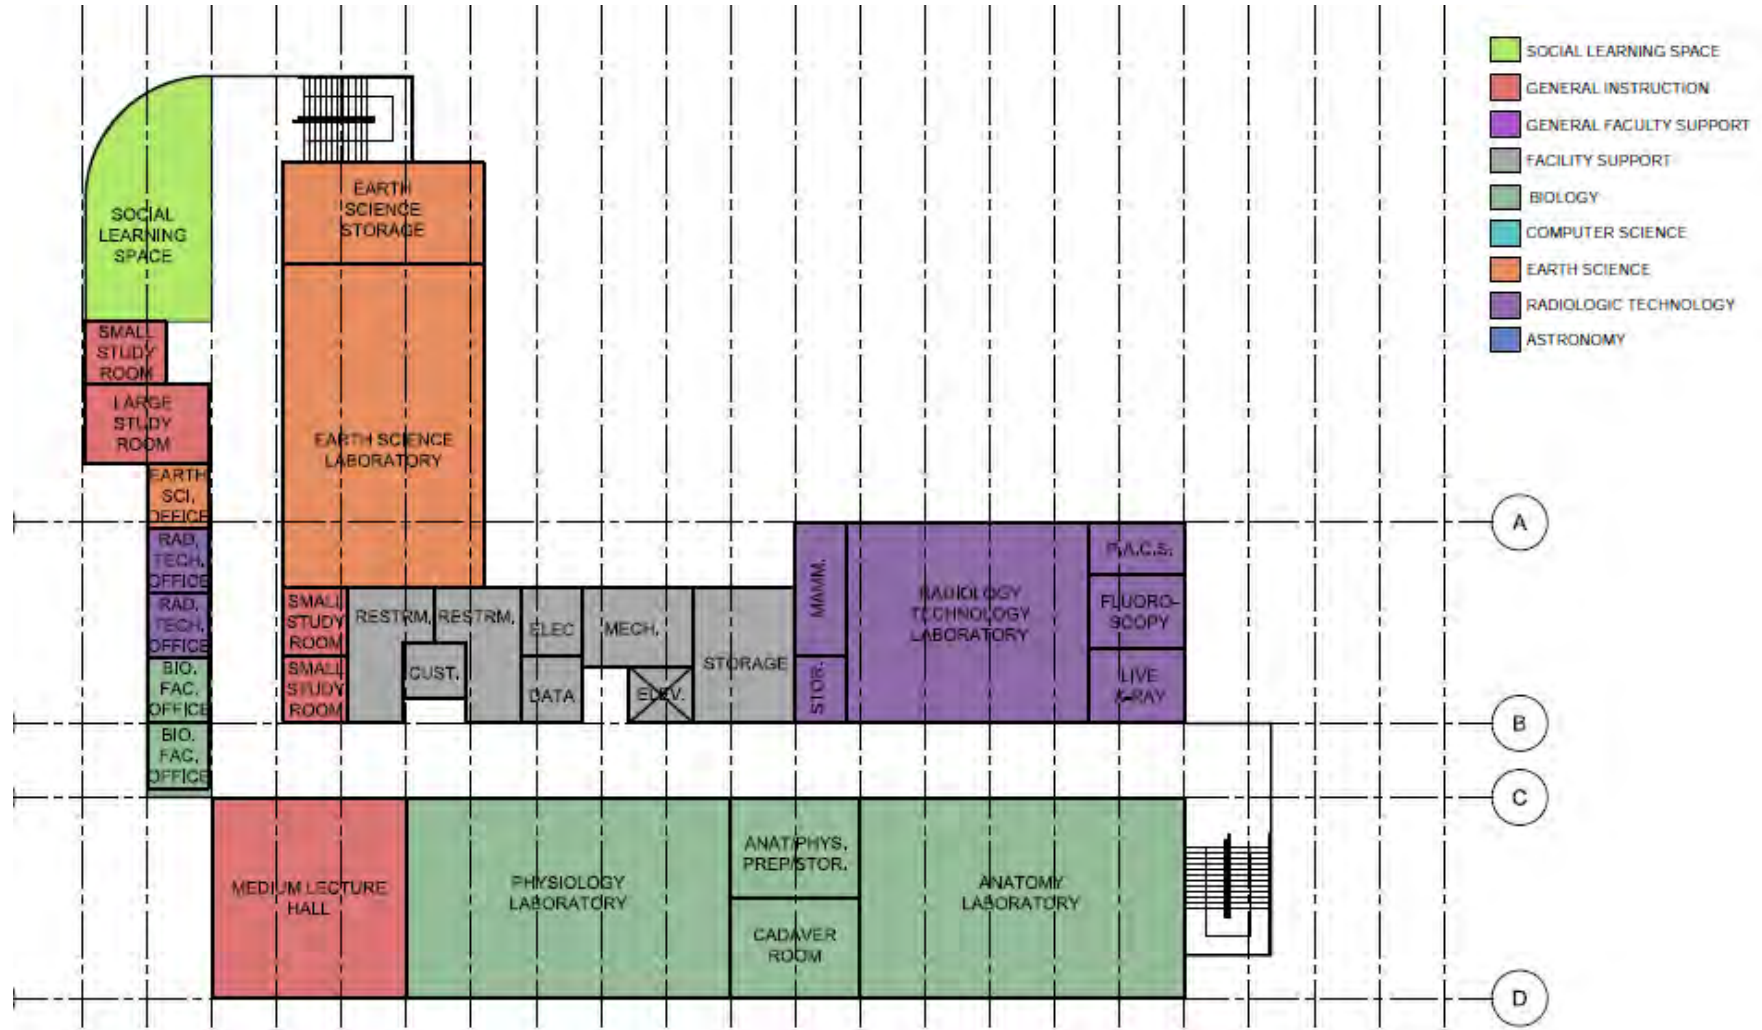 SOCIAL LEARNING SPACE
GENERAL INSTRUCTION
GENERAL FACULTY SUPPORT
FACILITY SUPPORT
BIOLOGY
COMPUTER SCIENCE
EARTH SCIENCE
RADIOLOGIC TECHNOLOGY
ASTRONOMY
EARTH
SCIENCE
STORAGE
SOCIAL
LEARNING
SPACE
SMALL
STUDY
ROOM
LARGE
STUDY
ROOM
EARTH SCIENCE
LABORATORY
EARTH
SCI.
OFFICE
RAD.
TECH.
OFFICE
RAD.
TECH.
OFFICE
BIO.
FAC.
OFFICE
BIO.
FAC.
OFFICE
SMALL
STUDY
ROOM
SMALL
STUDY
ROOM
RESTRM.
RESTRM.
CUST.
ELEC
DATA
MECH.
ELEV.
STORAGE
MAMM.
STOR.
RADIOLOGY
TECHNOLOGY
LABORATORY
P.A.C.S.
FLUORO-
SCOPY
LIVE
X-RAY
A
B
C
D
MEDIUM LECTURE
HALL
PHYSIOLOGY
LABORATORY
ANAT/PHYS.
PREP/STOR.
CADAVER
ROOM
ANATOMY
LABORATORY